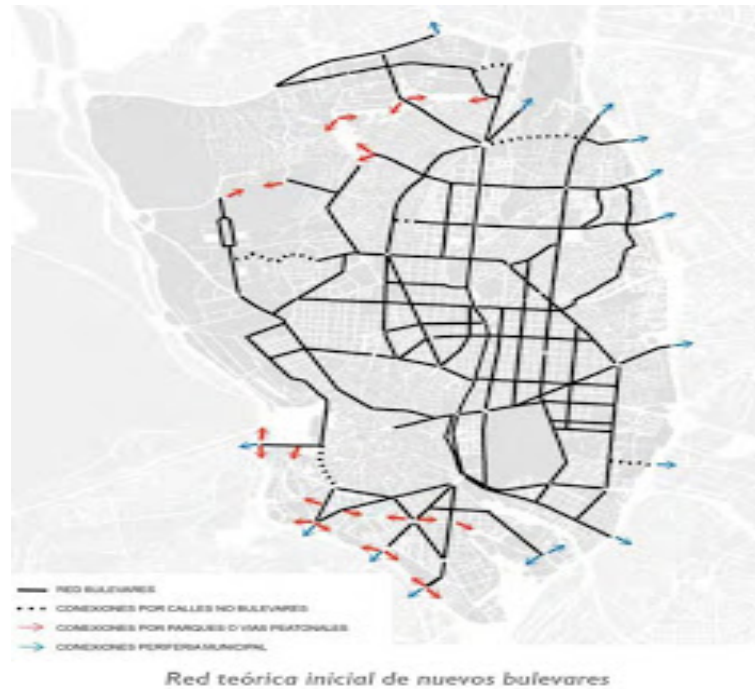 RED BULEVARES
CONEXIONES POR CALLES NO BULEVARES
CONEXIONES POR PARQUES O VIAS PEATONALES
CONEXIONES PERIFERIA MUNICIPAL
Red teórica inicial de nuevos bulevares